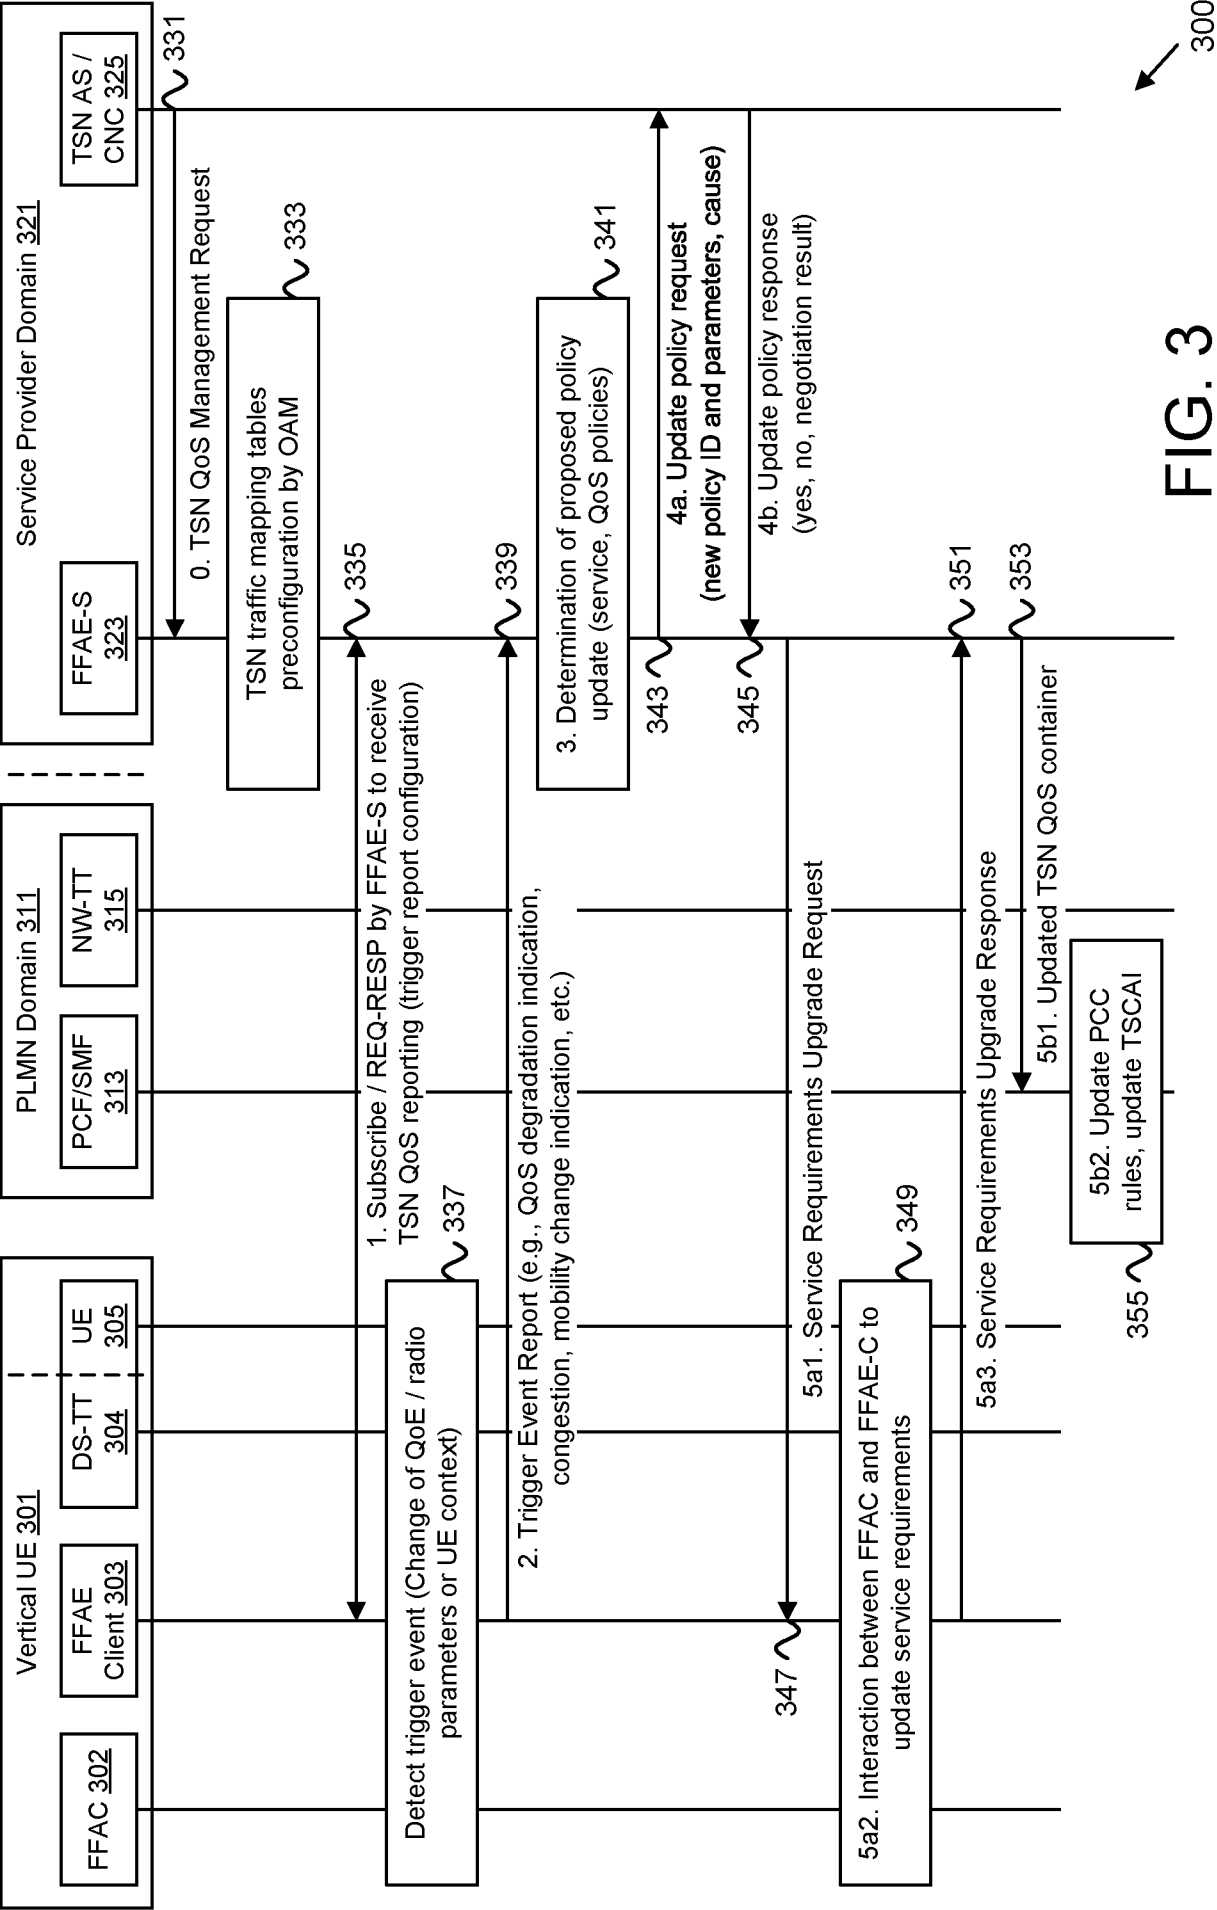 Vertical UE 301
PLMN Domain 311
Service Provider Domain 321
FFAC 302
FFAE
Client 303
DS-TT
304
UE
305
PCF/SMF
313
NW-TT
315
FFAE-S
323
TSN AS /
CNC 325
331
0. TSN QoS Management Request
333
TSN traffic mapping tables
preconfiguration by OAM
335
1. Subscribe / REQ-RESP by FFAE-S to receive
TSN QoS reporting (trigger report configuration)
337
Detect trigger event (Change of QoE / radio
parameters or UE context)
339
2. Trigger Event Report (e.g., QoS degradation indication,
congestion, mobility change indication, etc.)
341
3. Determination of proposed policy
update (service, QoS policies)
343
4a. Update policy request
(new policy ID and parameters, cause)
345
4b. Update policy response
(yes, no, negotiation result)
347
5a1. Service Requirements Upgrade Request
349
5a2. Interaction between FFAC and FFAE-C to
update service requirements
351
5a3. Service Requirements Upgrade Response
353
5b1. Updated TSN QoS container
355
5b2. Update PCC
rules, update TSCAI
300
FIG. 3